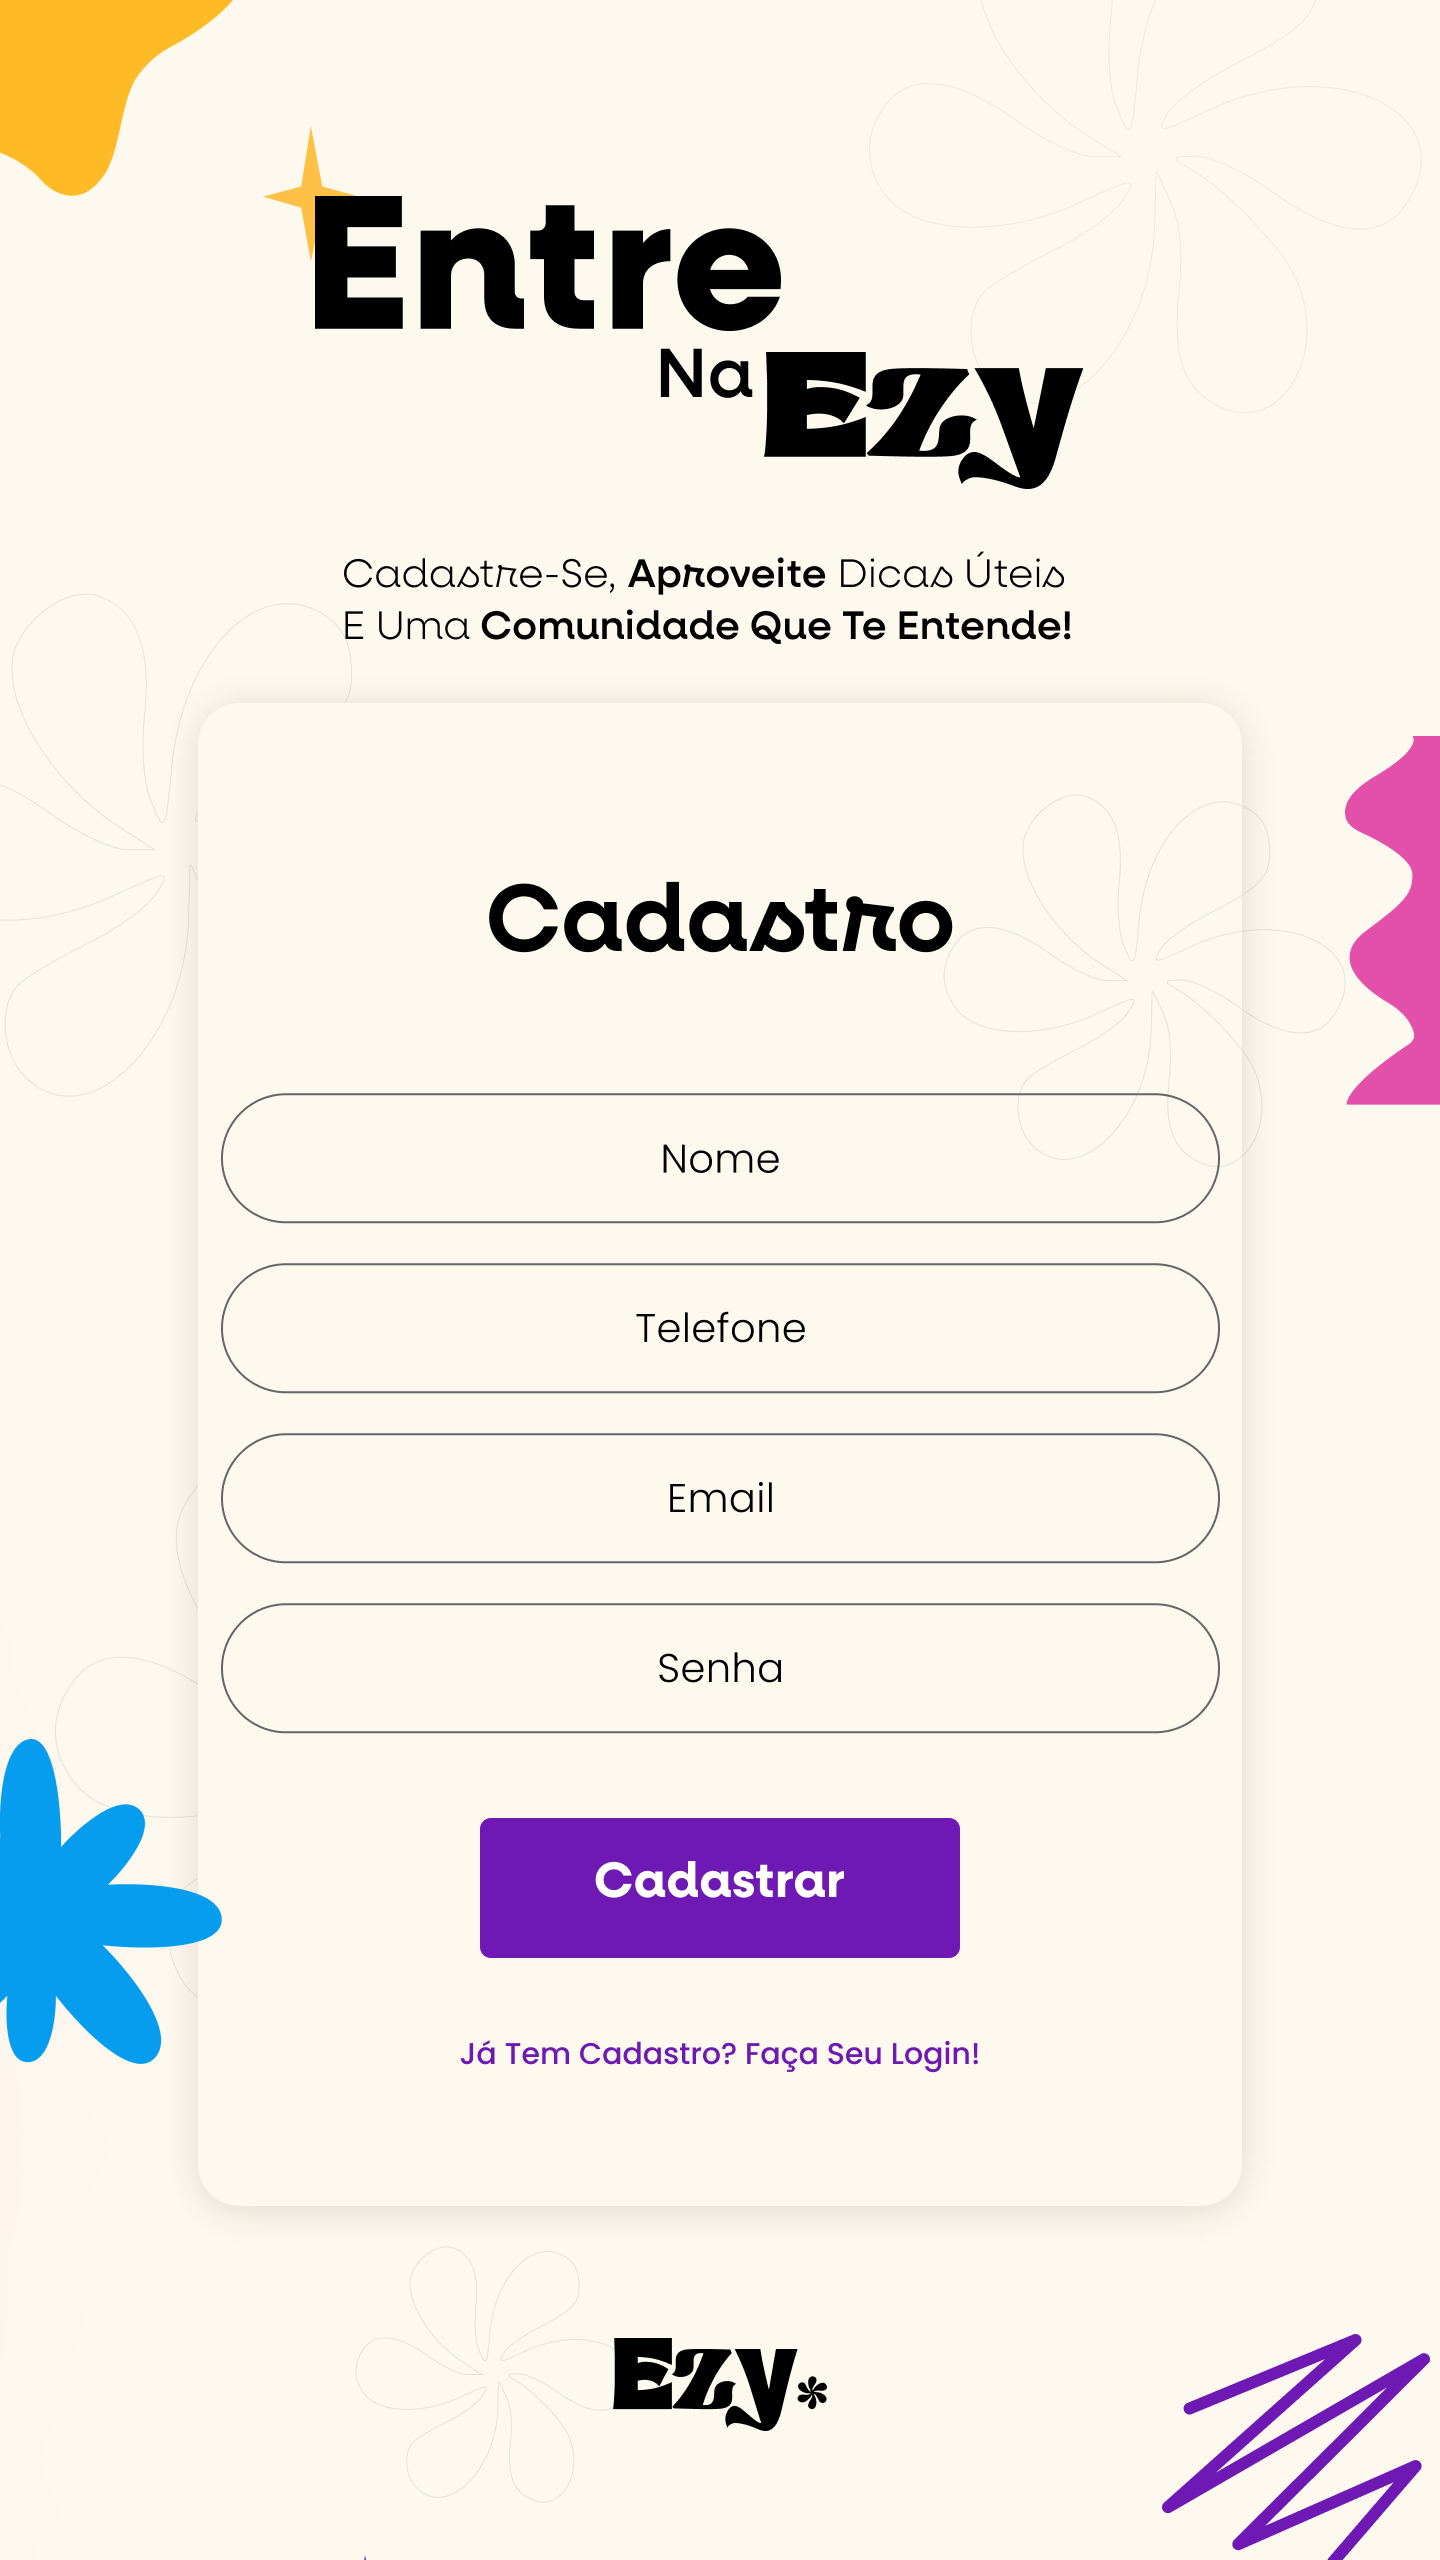 Entre
Na Ezy
Cadastre-Se, Aproveite Dicas Úteis
E Uma Comunidade Que Te Entende!
Cadastro
Nome
Telefone
Email
Senha
Cadastrar
Já Tem Cadastro? Faça Seu Login!
Ezy